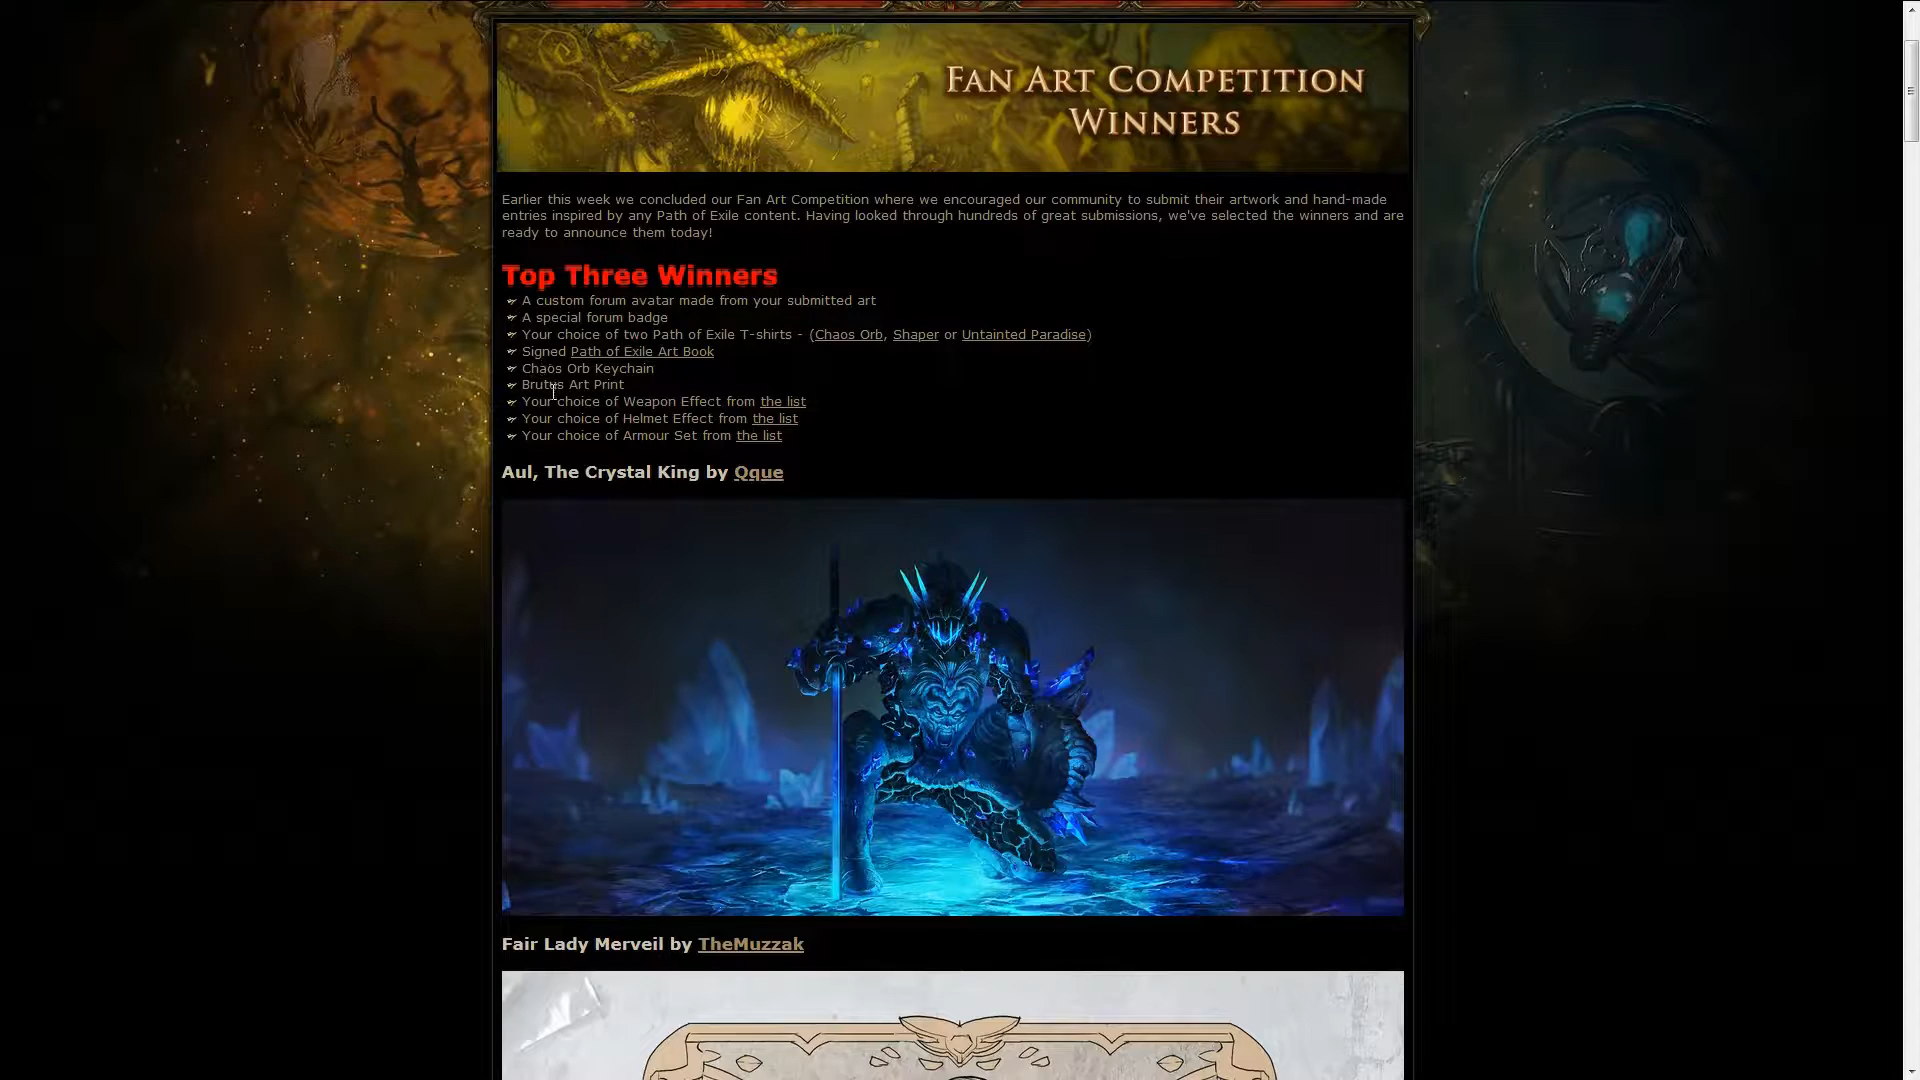 Fan Art Competition
Winners
Earlier this week we concluded our Fan Art Competition where we encouraged our community to submit their artwork and hand-made
entries inspired by any Path of Exile content. Having looked through hundreds of great submissions, we've selected the winners and are
ready to announce them today!
Top Three Winners
A custom forum avatar made from your submitted art
A special forum badge
Your choice of two Path of Exile T-shirts - (Chaos Orb, Shaper or Untainted Paradise)
Signed Path of Exile Art Book
Chaos Orb Keychain
Brutus Art Print
Your choice of Weapon Effect from the list
Your choice of Helmet Effect from the list
Your choice of Armour Set from the list
Aul, The Crystal King by Qque
Fair Lady Merveil by TheMuzzak